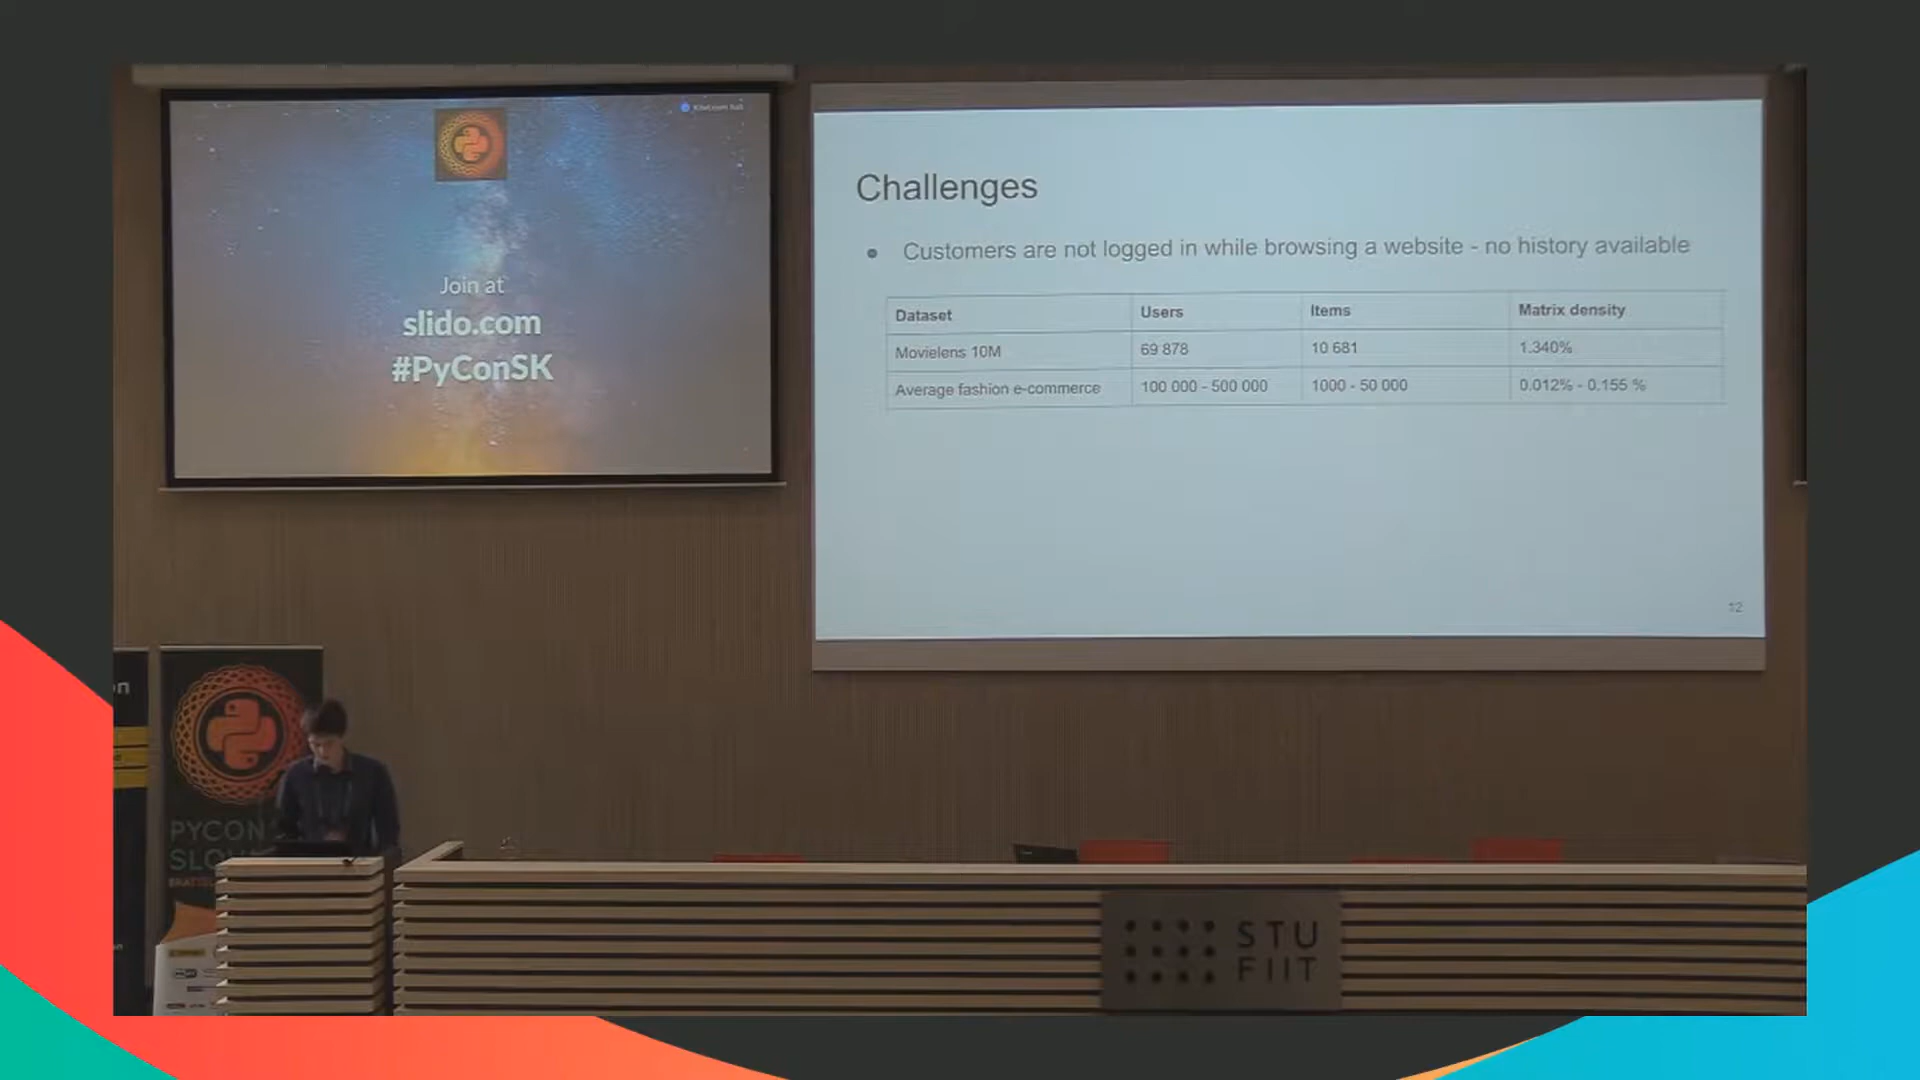 Join at
slido.com
#PyConSK
Challenges
Customers are not logged in while browsing a website - no history available
Dataset Users Items Matrix density
Movielens 10M 69 878 10 681 1.340%
Average fashion e-commerce 100 000 - 500 000 1000 - 50 000 0.012% - 0.155 %
12
PYCON
STU
FIIT